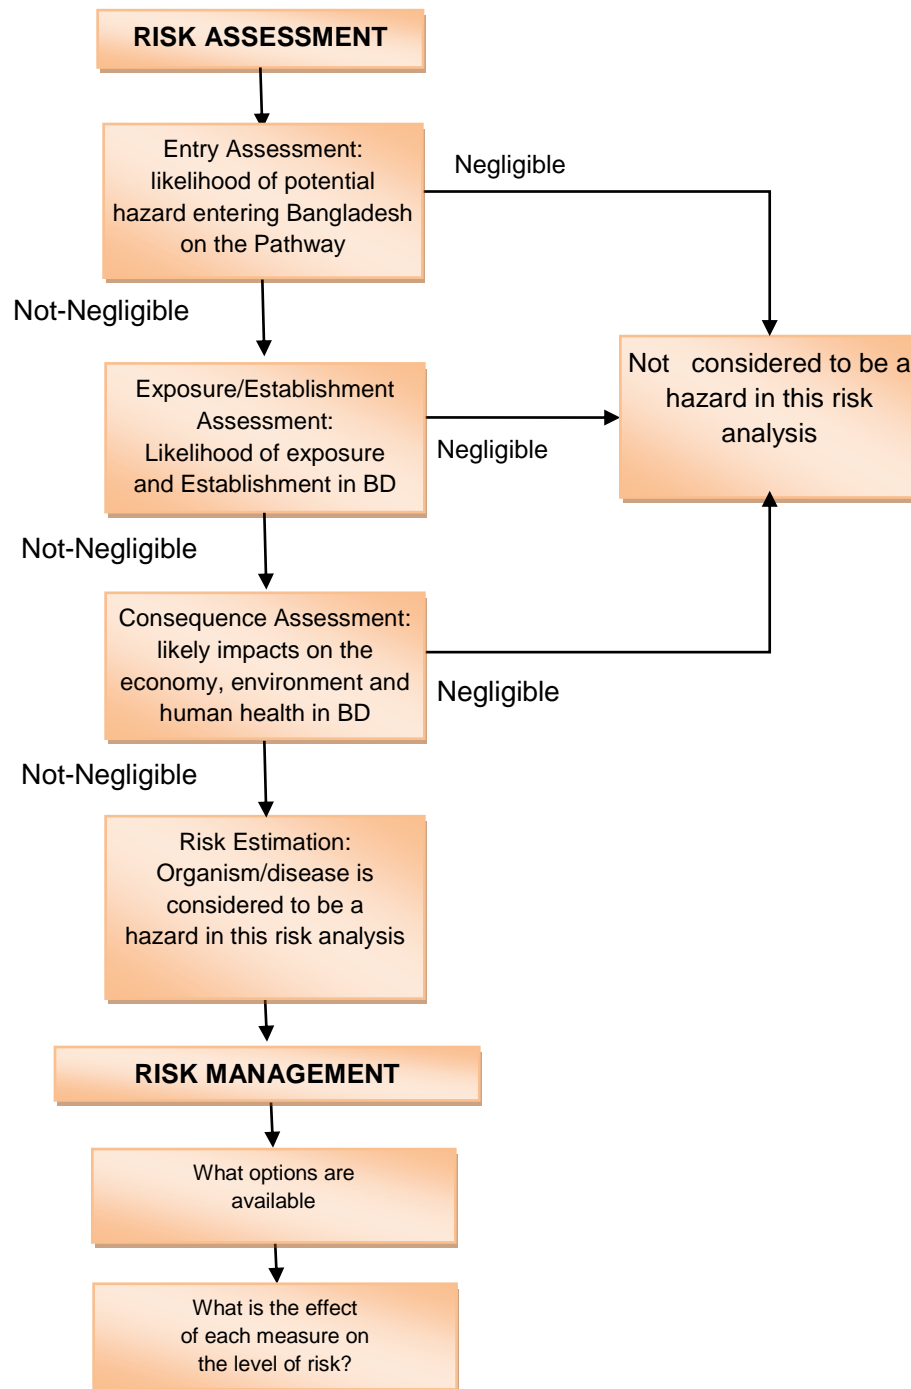 RISK ASSESSMENT
Entry Assessment:
likelihood of potential
hazard entering Bangladesh
on the Pathway
Negligible
Not-Negligible
Exposure/Establishment
Assessment:
Likelihood of exposure
and Establishment in BD
Negligible
Not considered to be a
hazard in this risk
analysis
Not-Negligible
Consequence Assessment:
likely impacts on the
economy, environment and
human health in BD
Negligible
Not-Negligible
Risk Estimation:
Organism/disease is
considered to be a
hazard in this risk analysis
RISK MANAGEMENT
What options are
available
What is the effect
of each measure on
the level of risk?